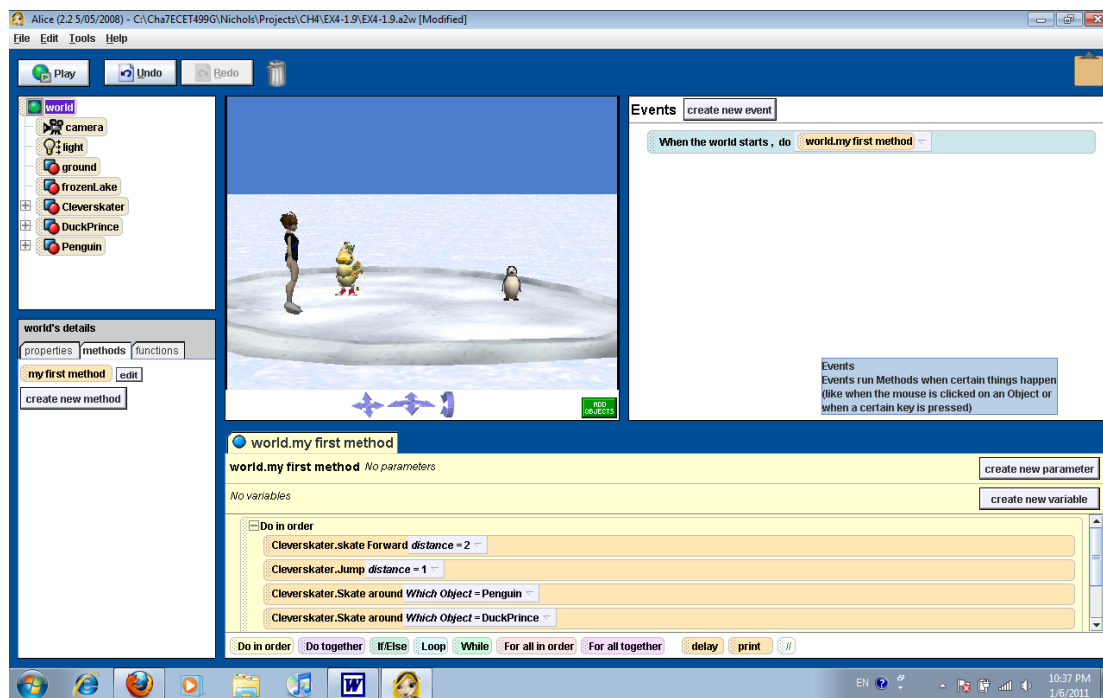 Alice (2.2 5/05/2008) - C:\Cha7ECET499G\Nichols\Projects\CH4\EX4-1.9\EX4-1.9.a2w [Modified]
File Edit Tools Help
Play Undo Redo
world
camera
light
ground
frozenLake
Cleverskater
DuckPrince
Penguin
world's details
properties methods functions
my first method edit
create new method
ADD
OBJECTS
Events create new event
When the world starts , do world.my first method
Events
Events run Methods when certain things happen
(like when the mouse is clicked on an Object or
when a certain key is pressed)
world.my first method
world.my first method No parameters
create new parameter
No variables
create new variable
Do in order
Cleverskater.skate Forward distance = 2
Cleverskater.Jump distance = 1
Cleverskater.Skate around Which Object = Penguin
Cleverskater.Skate around Which Object = DuckPrince
Do in order Do together If/Else Loop While For all in order For all together delay print //
W
EN
10:37 PM
1/6/2011